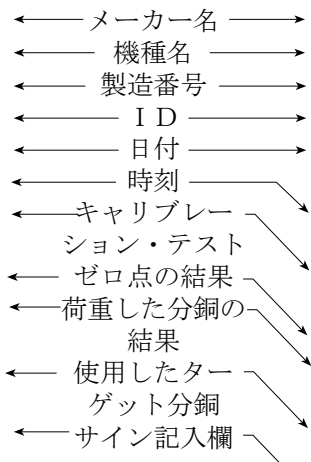 メーカー名
機種名
製造番号
ＩＤ
日付
時刻
キャリブレー
ション・テスト
ゼロ点の結果
荷重した分銅の
結果
使用したター
ゲット分銅
サイン記入欄